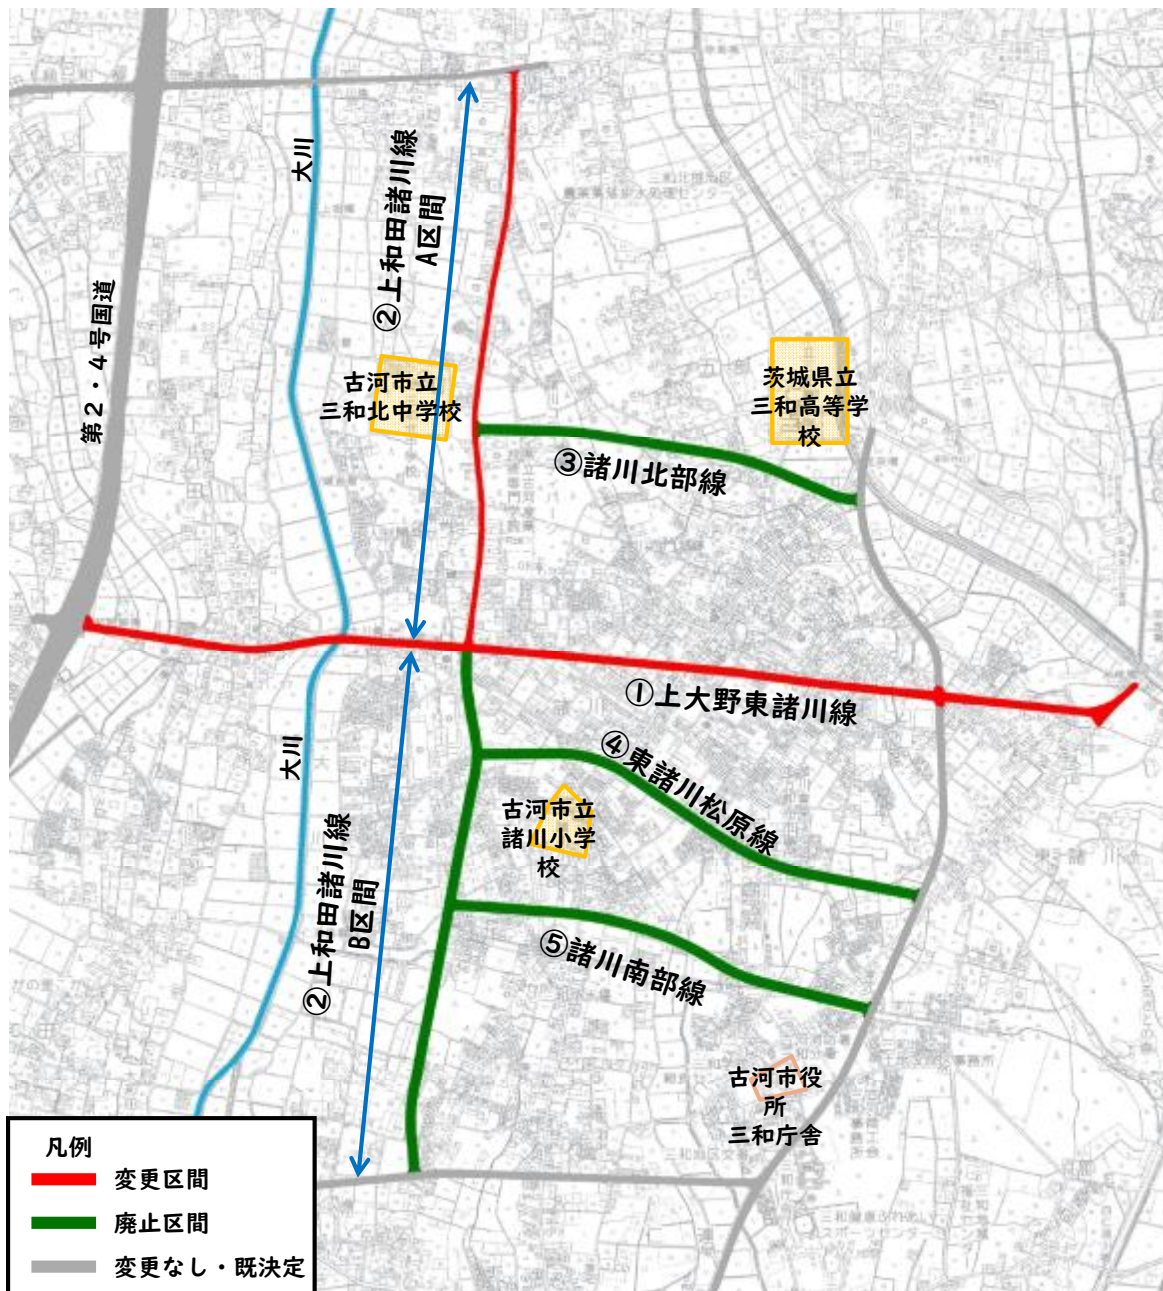 大川
②上和田諸川線
A区間
第2・4号国道
古河市立
三和北中学校
茨城県立
三和高等学
校
③諸川北部線
①上大野東諸川線
④東諸川松原線
大川
古河市立
諸川小学
校
②上和田諸川線
B区間
⑤諸川南部線
古河市役
所
三和庁舎
凡例
変更区間
廃止区間
変更なし・既決定